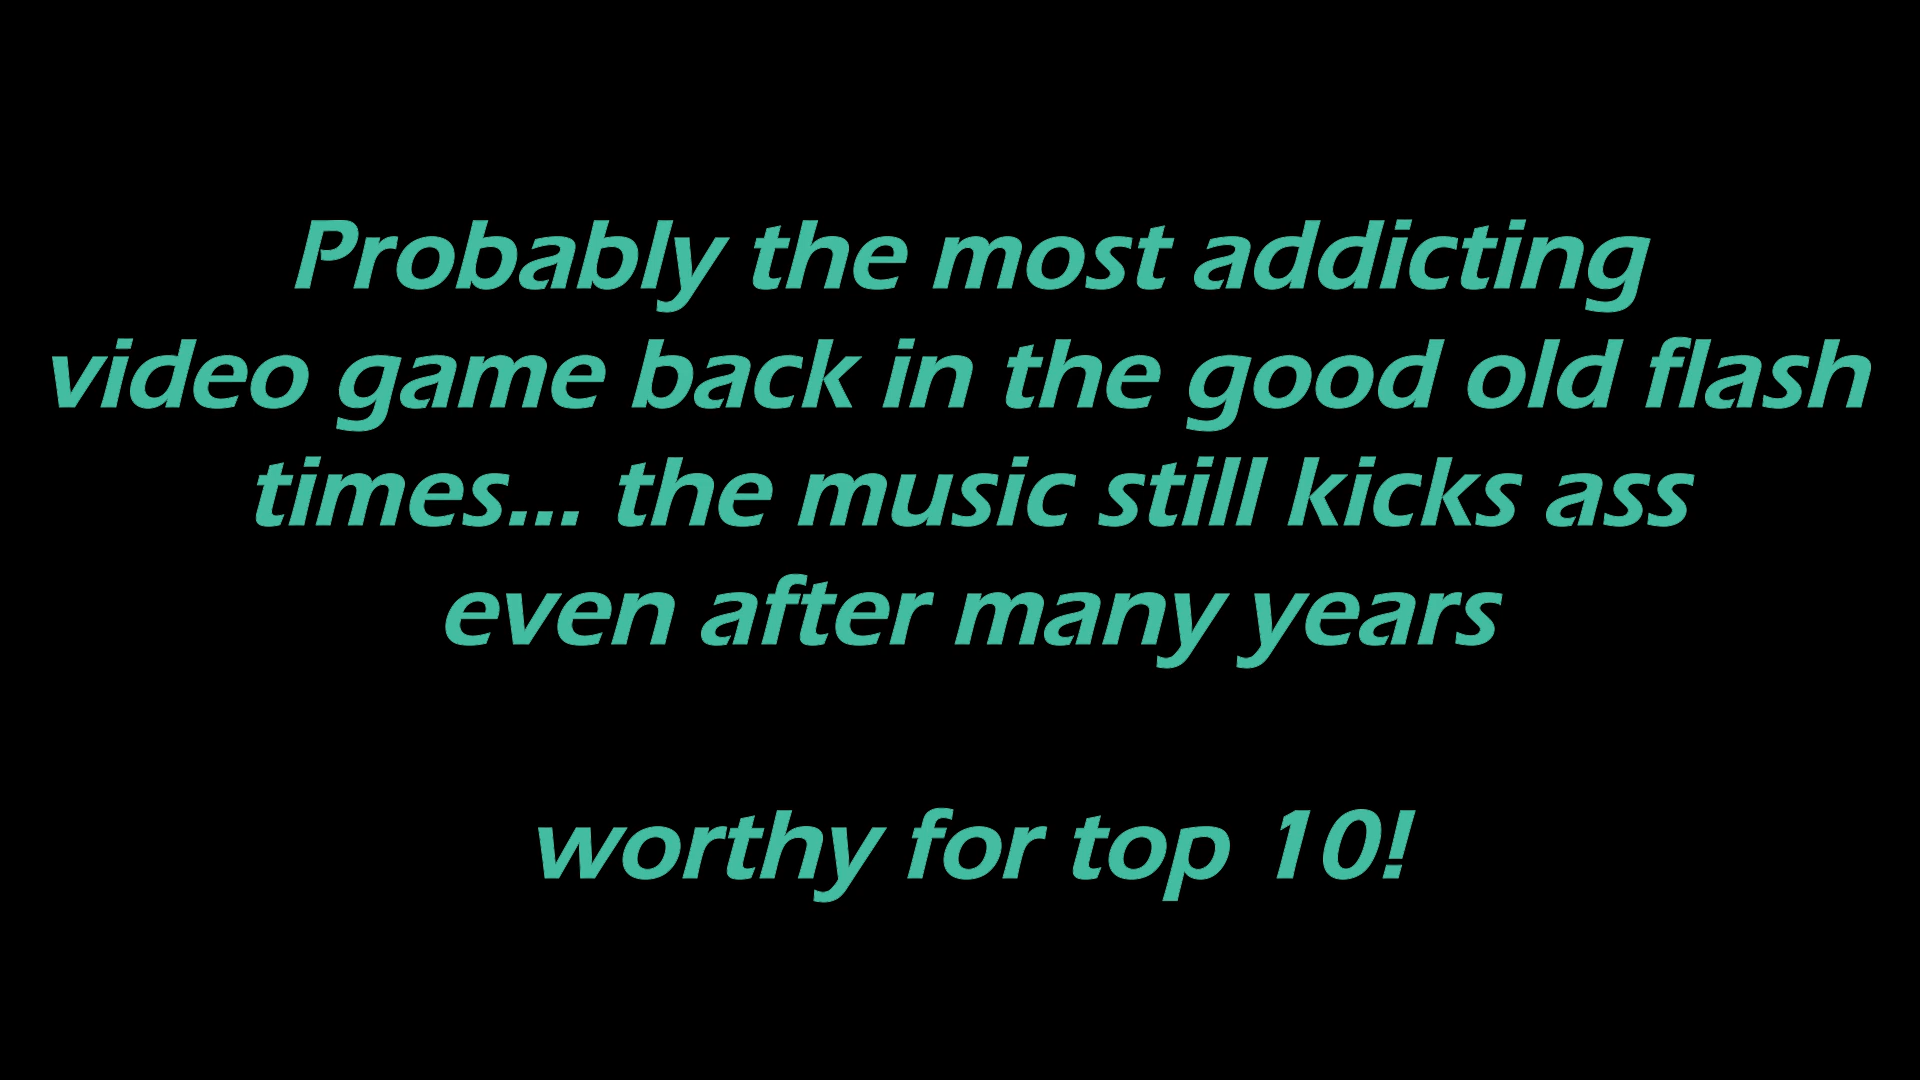 Probably the most addicting
video game back in the good old flash
times... the music still kicks ass
even after many years
worthy for top 10!